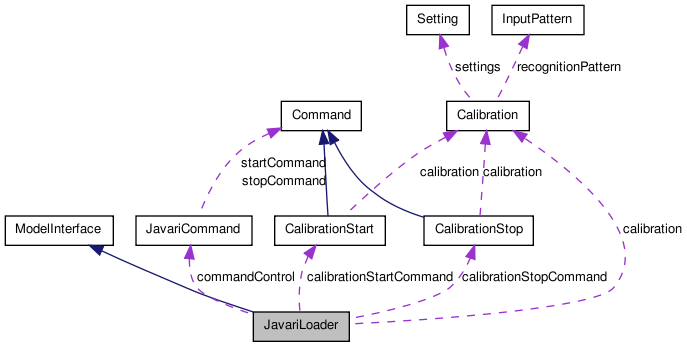 Setting
InputPattern
settings
recognitionPattern
Command
Calibration
startCommand
stopCommand
calibration
calibration
ModelInterface
JavariCommand
CalibrationStart
CalibrationStop
calibration
commandControl
calibrationStartCommand
calibrationStopCommand
JavariLoader